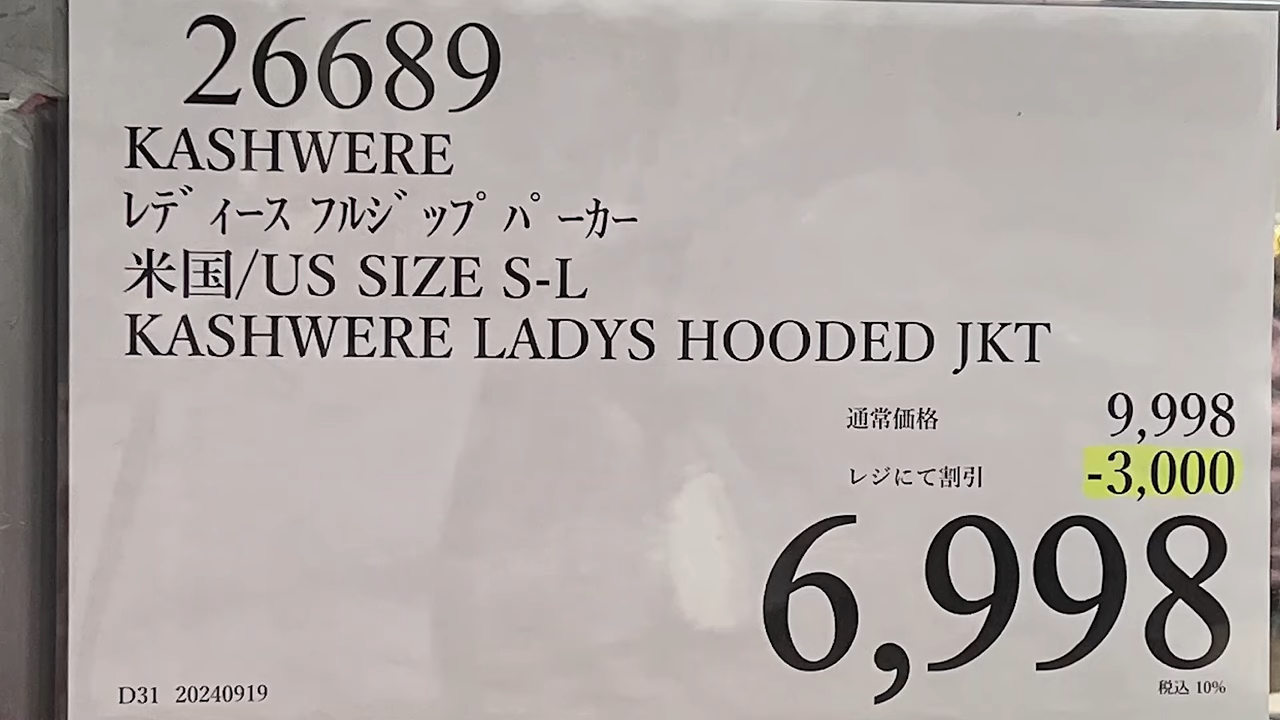 26689
KASHWERE
ﾚﾃﾞｨｰｽ ﾌﾙｼﾞｯﾌﾟ ﾊﾟｰｶｰ
米国/US SIZE S-L
KASHWERE LADYS HOODED JKT
通常価格 9,998
レジにて割引 -3,000
6,998
税込 10%
D31 20240919